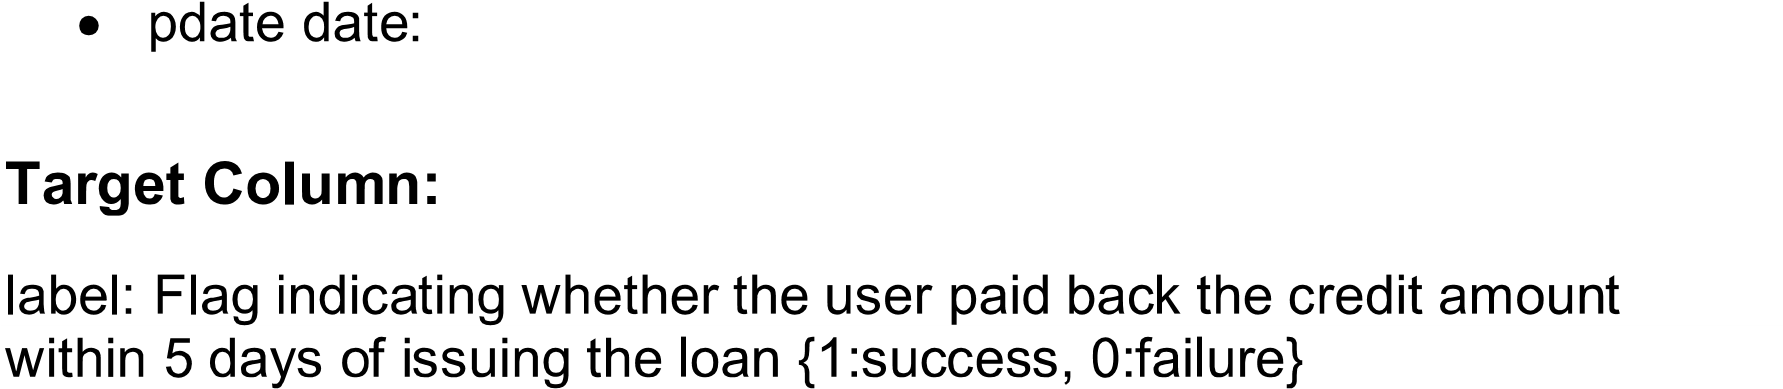 • pdate date:
Target Column:
label: Flag indicating whether the user paid back the credit amount
within 5 days of issuing the loan {1:success, 0:failure}